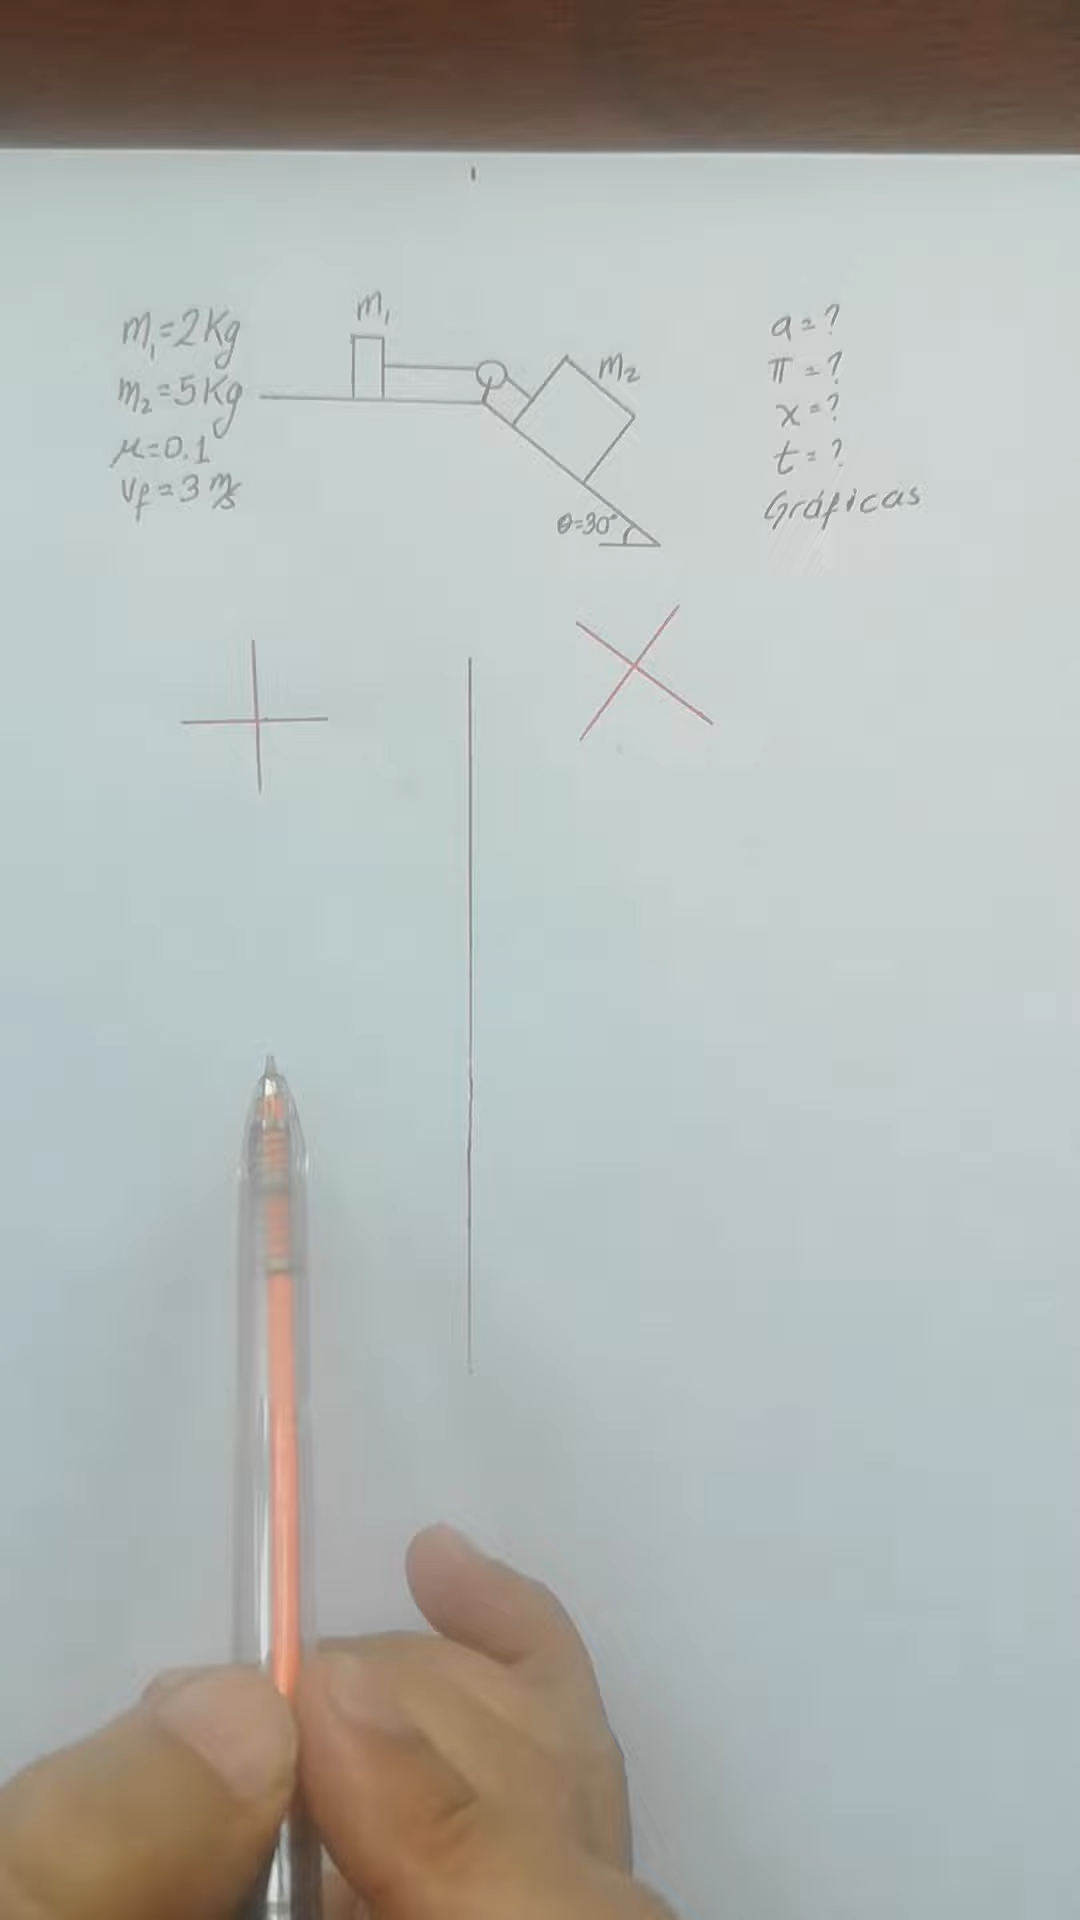 m₁
m₁=2Kg
m₂=5Kg
μ=0.1
Vf=3 m/s
m₂
θ=30°
a=?
π=?
x=?
t=?
Gráficas